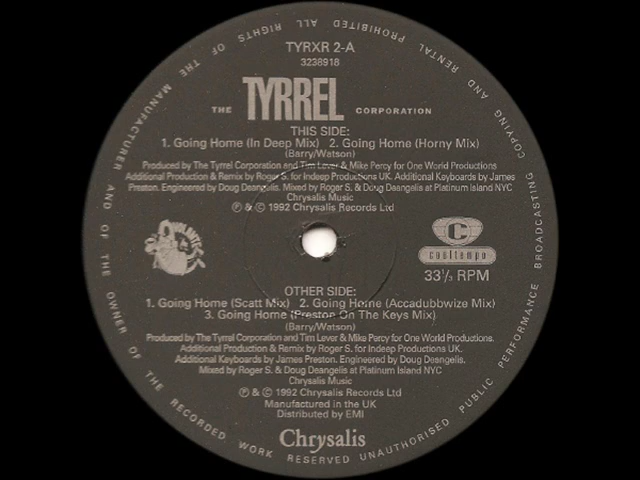 TYRXR 2-A
3238918
THE TYRREL CORPORATION
THIS SIDE:
1. Going Home (In Deep Mix) 2. Going Home (Horny Mix)
(Barry/Watson)
Produced by The Tyrrel Corporation and Tim Lever & Mike Percy for One World Productions
Additional Production & Remix by Roger S. for Indeep Productions UK. Additional Keyboards by James
Preston. Engineered by Doug Deangelis. Mixed by Roger S. & Doug Deangelis at Platinum Island NYC
Chrysalis Music
℗ & © 1992 Chrysalis Records Ltd
C
cooltempo
33⅓ RPM
OTHER SIDE:
1. Going Home (Scatt Mix) 2. Going Home (Accadubbwize Mix)
3. Going Home (Preston On The Keys Mix)
(Barry/Watson)
Produced by The Tyrrel Corporation and Tim Lever & Mike Percy for One World Productions.
Additional Production & Remix by Roger S. for Indeep Productions UK.
Additional Keyboards by James Preston. Engineered by Doug Deangelis.
Mixed by Roger S. & Doug Deangelis at Platinum Island NYC
Chrysalis Music
℗ & © 1992 Chrysalis Records Ltd
Manufactured in the UK
Distributed by EMI
Chrysalis
ALL RIGHTS OF THE MANUFACTURER AND OF THE OWNER OF THE RECORDED WORK RESERVED UNAUTHORISED PUBLIC PERFORMANCE BROADCASTING COPYING AND RENTAL PROHIBITED